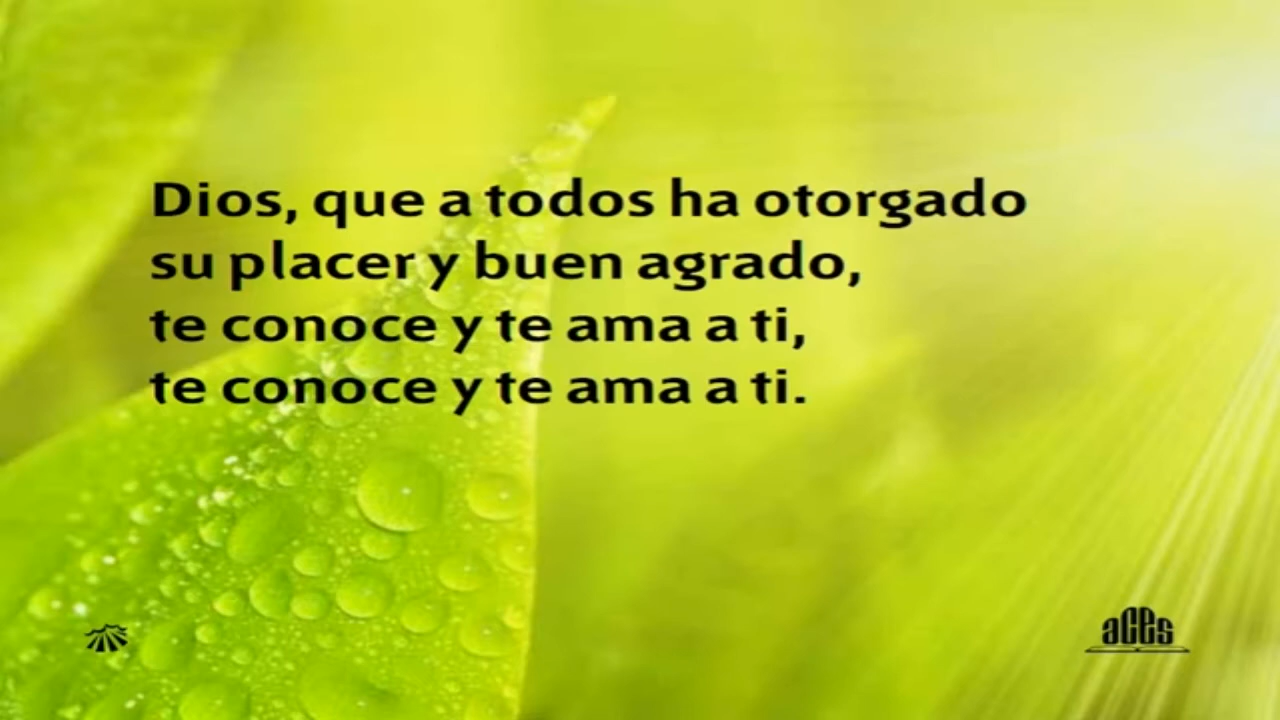 Dios, que a todos ha otorgado
su placer y buen agrado,
te conoce y te ama a ti,
te conoce y te ama a ti.
aces